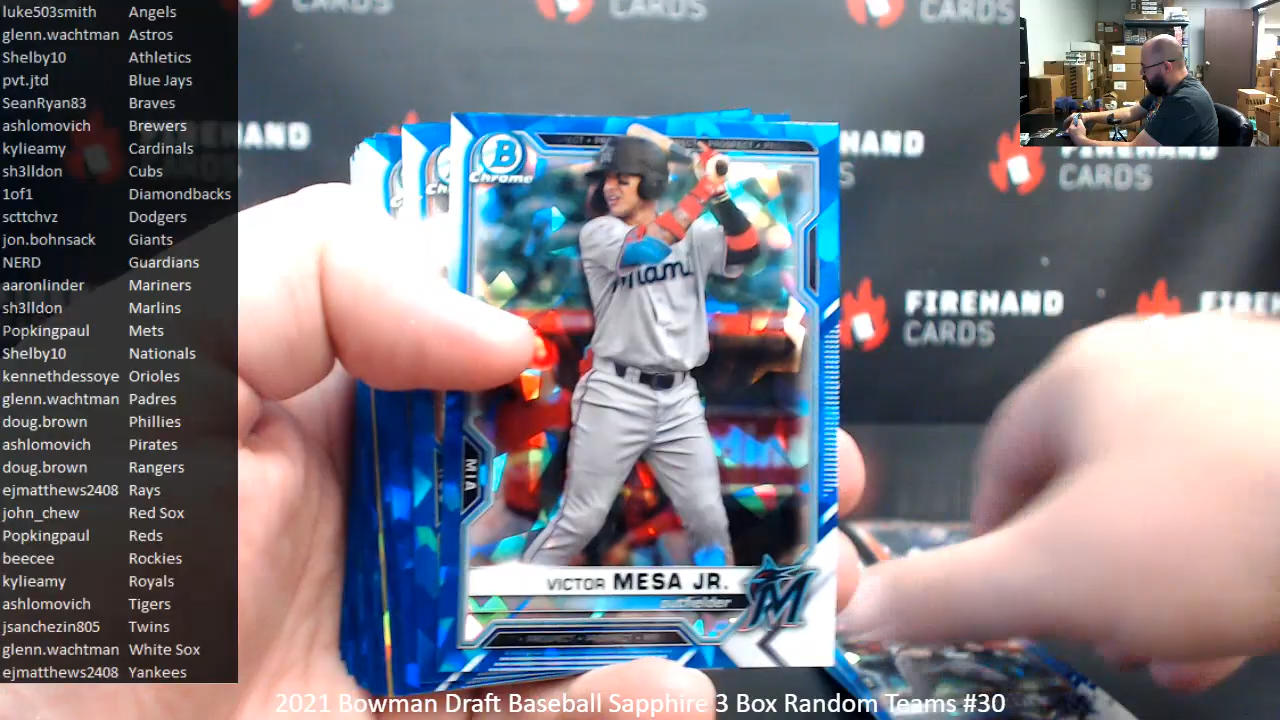 luke503smith Angels
glenn.wachtman Astros
Shelby10 Athletics
pvt.jtd Blue Jays
SeanRyan83 Braves
ashlomovich Brewers
kylieamy Cardinals
sh3lldon Cubs
1of1 Diamondbacks
scttchvz Dodgers
jon.bohnsack Giants
NERD Guardians
aaronlinder Mariners
sh3lldon Marlins
Popkingpaul Mets
Shelby10 Nationals
kennethdessoye Orioles
glenn.wachtman Padres
doug.brown Phillies
ashlomovich Pirates
doug.brown Rangers
ejmatthews2408 Rays
john_chew Red Sox
Popkingpaul Reds
beecee Rockies
kylieamy Royals
ashlomovich Tigers
jsanchezin805 Twins
glenn.wachtman White Sox
ejmatthews2408 Yankees
CARDS
CARDS
CARDS
FIREHAND
CARDS
FIREHAND
CARDS
B
Chrome
Miami
MIA
VICTOR MESA JR.
outfielder
M
2021 Bowman Draft Baseball Sapphire 3 Box Random Teams #30